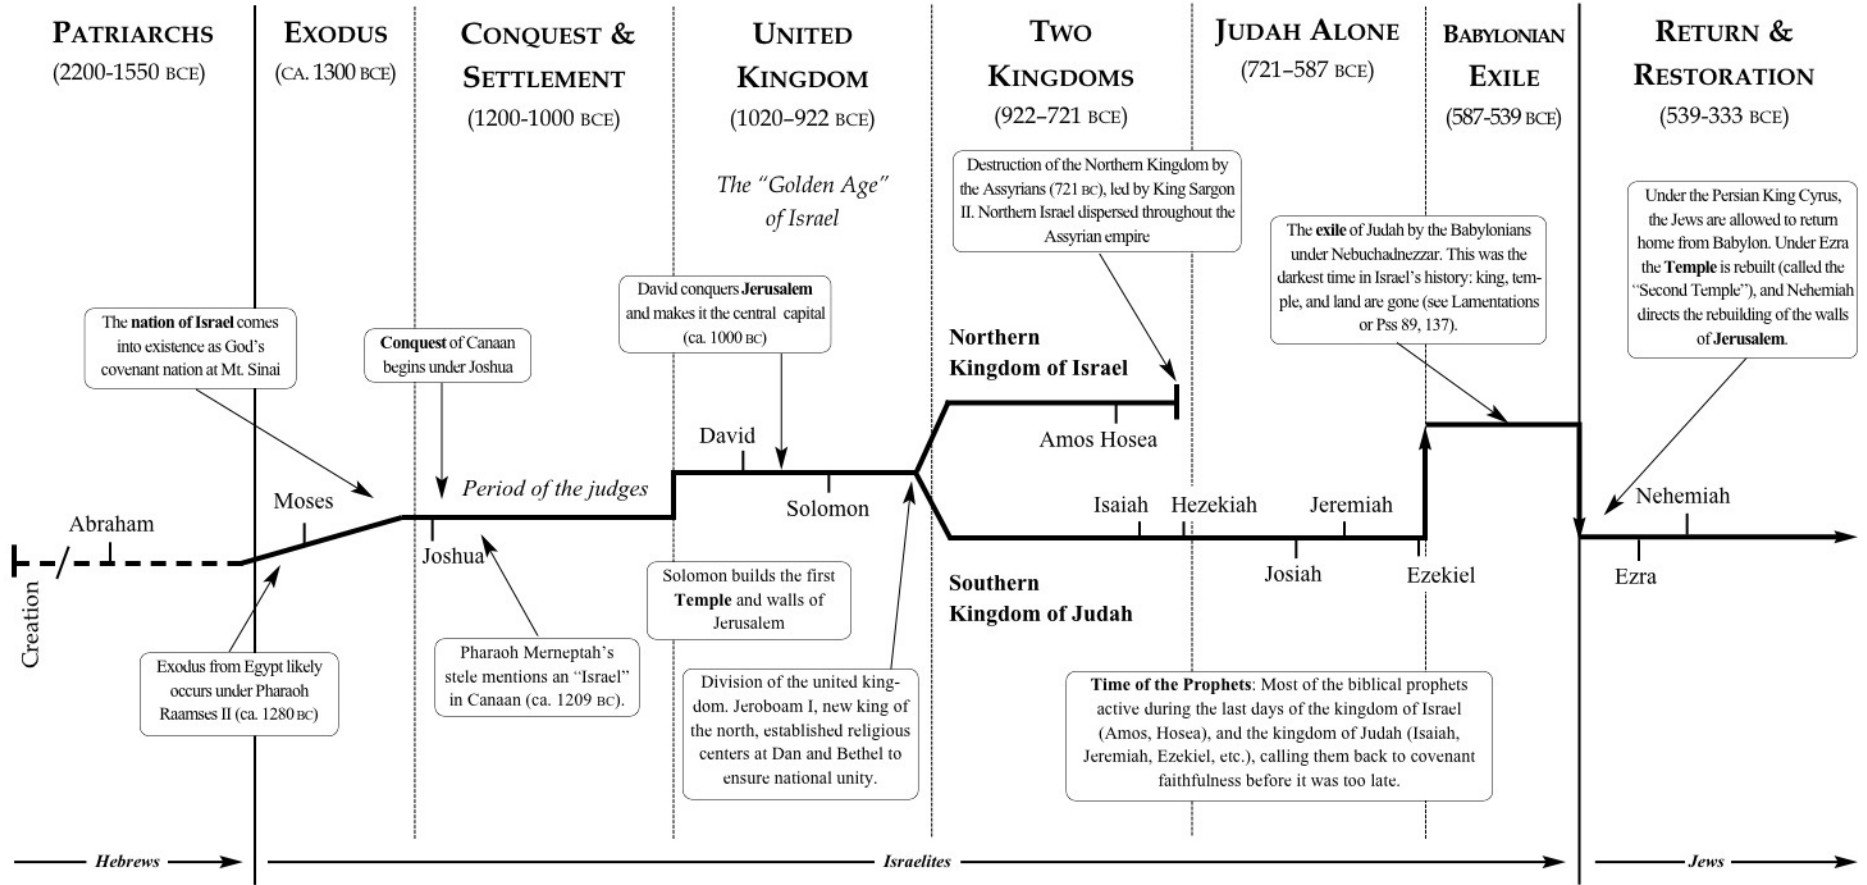 PATRIARCHS
(2200-1550 BCE)
EXODUS
(CA. 1300 BCE)
CONQUEST &
SETTLEMENT
(1200-1000 BCE)
UNITED
KINGDOM
(1020–922 BCE)
The “Golden Age”
of Israel
TWO
KINGDOMS
(922–721 BCE)
JUDAH ALONE
(721–587 BCE)
BABYLONIAN
EXILE
(587-539 BCE)
RETURN &
RESTORATION
(539-333 BCE)
Destruction of the Northern Kingdom by
the Assyrians (721 BC), led by King Sargon
II. Northern Israel dispersed throughout the
Assyrian empire
The exile of Judah by the Babylonians
under Nebuchadnezzar. This was the
darkest time in Israel’s history: king, tem-
ple, and land are gone (see Lamentations
or Pss 89, 137).
Under the Persian King Cyrus,
the Jews are allowed to return
home from Babylon. Under Ezra
the Temple is rebuilt (called the
“Second Temple”), and Nehemiah
directs the rebuilding of the walls
of Jerusalem.
The nation of Israel comes
into existence as God’s
covenant nation at Mt. Sinai
Conquest of Canaan
begins under Joshua
David conquers Jerusalem
and makes it the central capital
(ca. 1000 BC)
Northern
Kingdom of Israel
Amos Hosea
David
Solomon
Period of the judges
Moses
Abraham
Joshua
Isaiah
Hezekiah
Jeremiah
Josiah
Ezekiel
Nehemiah
Ezra
Creation
Southern
Kingdom of Judah
Exodus from Egypt likely
occurs under Pharaoh
Raamses II (ca. 1280 BC)
Pharaoh Merneptah’s
stele mentions an “Israel”
in Canaan (ca. 1209 BC).
Solomon builds the first
Temple and walls of
Jerusalem
Division of the united king-
dom. Jeroboam I, new king of
the north, established religious
centers at Dan and Bethel to
ensure national unity.
Time of the Prophets: Most of the biblical prophets
active during the last days of the kingdom of Israel
(Amos, Hosea), and the kingdom of Judah (Isaiah,
Jeremiah, Ezekiel, etc.), calling them back to covenant
faithfulness before it was too late.
Hebrews
Israelites
Jews